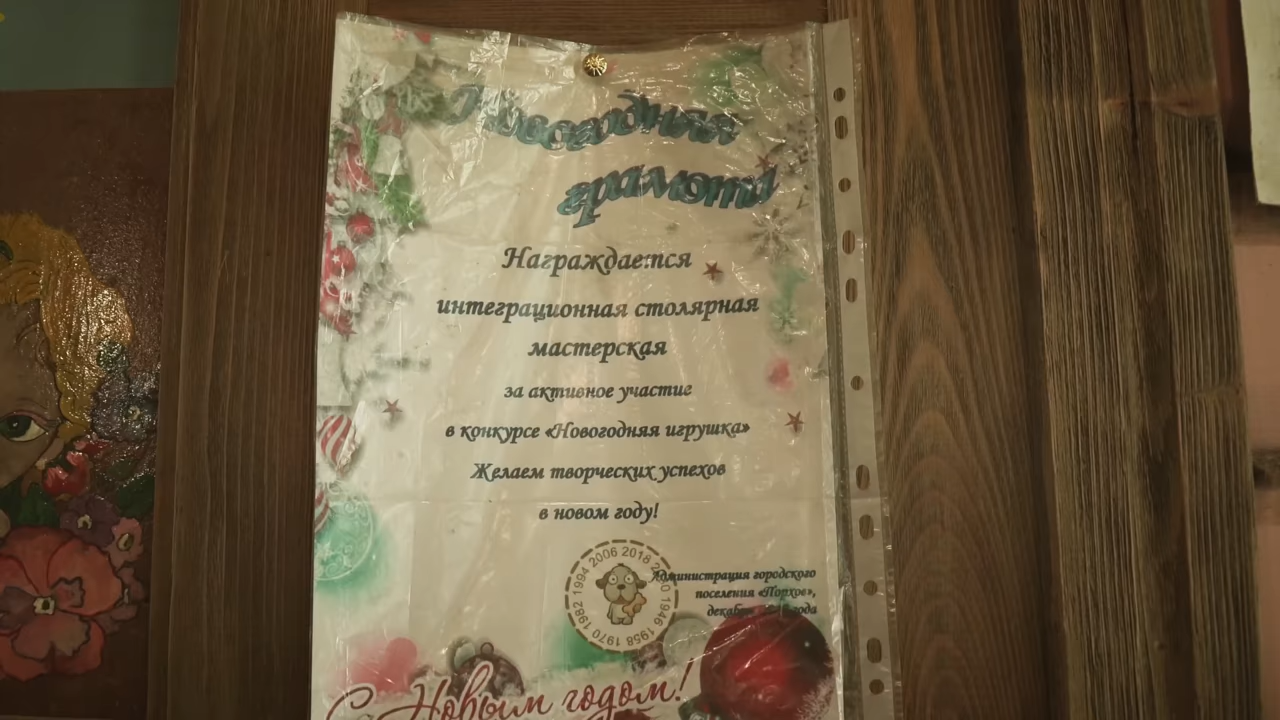 Новогодняя
грамота
Награждается
интеграционная столярная
мастерская
за активное участие
в конкурсе «Новогодняя игрушка»
Желаем творческих успехов
в новом году!
1946 1958 1970 1982 1994 2006 2018
Администрация городского
поселения «Порхов»,
года
С Новым годом!